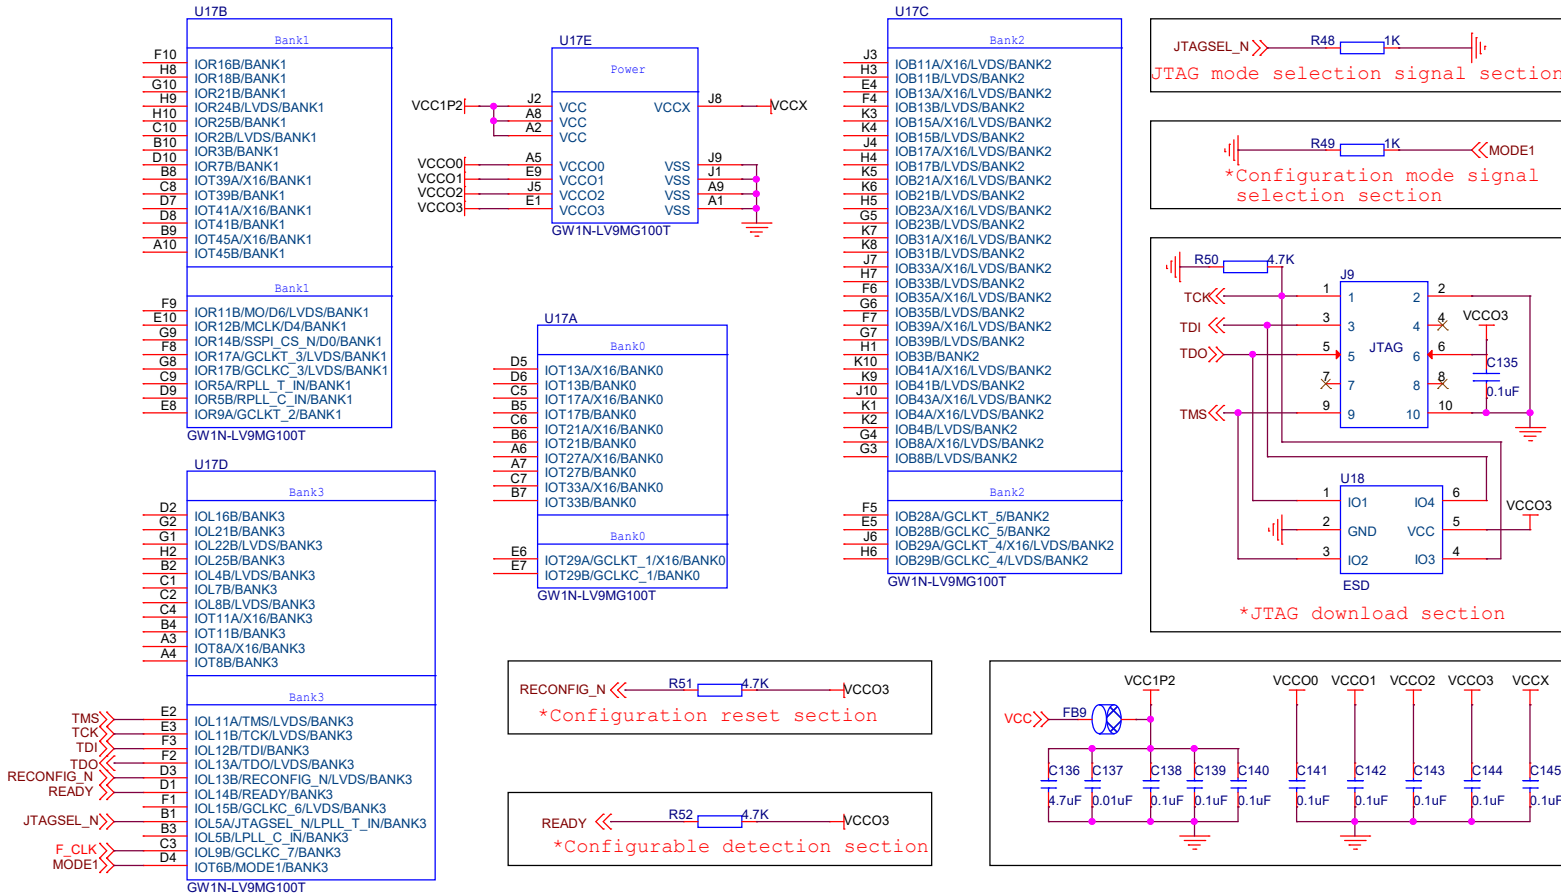 U17B
Bank1
F10 IOR16B/BANK1
H8 IOR18B/BANK1
G10 IOR21B/BANK1
H9 IOR24B/LVDS/BANK1
H10 IOR25B/BANK1
C10 IOR2B/LVDS/BANK1
B10 IOR3B/BANK1
D10 IOR7B/BANK1
B8 IOT39A/X16/BANK1
C8 IOT39B/BANK1
D7 IOT41A/X16/BANK1
D8 IOT41B/BANK1
B9 IOT45A/X16/BANK1
A10 IOT45B/BANK1
Bank1
F9 IOR11B/MO/D6/LVDS/BANK1
E10 IOR12B/MCLK/D4/BANK1
G9 IOR14B/SSPI_CS_N/D0/BANK1
F8 IOR17A/GCLKT_3/LVDS/BANK1
G8 IOR17B/GCLKC_3/LVDS/BANK1
C9 IOR5A/RPLL_T_IN/BANK1
D9 IOR5B/RPLL_C_IN/BANK1
E8 IOR9A/GCLKT_2/BANK1
GW1N-LV9MG100T
U17D
Bank3
D2 IOL16B/BANK3
G2 IOL21B/BANK3
G1 IOL22B/LVDS/BANK3
H2 IOL25B/BANK3
B2 IOL4B/LVDS/BANK3
C1 IOL7B/BANK3
C2 IOL8B/LVDS/BANK3
C4 IOT11A/X16/BANK3
B4 IOT11B/BANK3
A3 IOT8A/X16/BANK3
A4 IOT8B/BANK3
Bank3
TMS E2 IOL11A/TMS/LVDS/BANK3
TCK E3 IOL11B/TCK/LVDS/BANK3
TDI F3 IOL12B/TDI/BANK3
TDO F2 IOL13A/TDO/LVDS/BANK3
RECONFIG_N D3 IOL13B/RECONFIG_N/LVDS/BANK3
READY D1 IOL14B/READY/BANK3
F1 IOL15B/GCLKC_6/LVDS/BANK3
JTAGSEL_N B1 IOL5A/JTAGSEL_N/LPLL_T_IN/BANK3
B3 IOL5B/LPLL_C_IN/BANK3
F_CLK C3 IOL9B/GCLKC_7/BANK3
MODE1 D4 IOT6B/MODE1/BANK3
GW1N-LV9MG100T
U17E
Power
VCC1P2 J2 VCC VCCX J8 VCCX
A8 VCC
A2 VCC
VCCO0 A5 VCCO0 VSS J9
VCCO1 E9 VCCO1 VSS J1
VCCO2 J5 VCCO2 VSS A9
VCCO3 E1 VCCO3 VSS A1
GW1N-LV9MG100T
U17A
Bank0
D5 IOT13A/X16/BANK0
D6 IOT13B/BANK0
C5 IOT17A/X16/BANK0
B5 IOT17B/BANK0
C6 IOT21A/X16/BANK0
B6 IOT21B/BANK0
A6 IOT27A/X16/BANK0
A7 IOT27B/BANK0
C7 IOT33A/X16/BANK0
B7 IOT33B/BANK0
Bank0
E6 IOT29A/GCLKT_1/X16/BANK0
E7 IOT29B/GCLKC_1/BANK0
GW1N-LV9MG100T
RECONFIG_N R51 4.7K VCCO3
*Configuration reset section
READY R52 4.7K VCCO3
*Configurable detection section
U17C
Bank2
J3 IOB11A/X16/LVDS/BANK2
H3 IOB11B/LVDS/BANK2
E4 IOB13A/X16/LVDS/BANK2
F4 IOB13B/LVDS/BANK2
K3 IOB15A/X16/LVDS/BANK2
K4 IOB15B/LVDS/BANK2
J4 IOB17A/X16/LVDS/BANK2
H4 IOB17B/LVDS/BANK2
K5 IOB21A/X16/LVDS/BANK2
K6 IOB21B/LVDS/BANK2
H5 IOB23A/X16/LVDS/BANK2
G5 IOB23B/LVDS/BANK2
K7 IOB31A/X16/LVDS/BANK2
K8 IOB31B/LVDS/BANK2
J7 IOB33A/X16/LVDS/BANK2
H7 IOB33B/LVDS/BANK2
F6 IOB35A/X16/LVDS/BANK2
G6 IOB35B/LVDS/BANK2
F7 IOB39A/X16/LVDS/BANK2
G7 IOB39B/LVDS/BANK2
H1 IOB3B/BANK2
K10 IOB41A/X16/LVDS/BANK2
K9 IOB41B/LVDS/BANK2
J10 IOB43A/X16/LVDS/BANK2
K1 IOB4A/X16/LVDS/BANK2
K2 IOB4B/LVDS/BANK2
G4 IOB8A/X16/LVDS/BANK2
G3 IOB8B/LVDS/BANK2
Bank2
F5 IOB28A/GCLKT_5/BANK2
E5 IOB28B/GCLKC_5/BANK2
J6 IOB29A/GCLKT_4/X16/LVDS/BANK2
H6 IOB29B/GCLKC_4/LVDS/BANK2
GW1N-LV9MG100T
JTAGSEL_N R48 1K
JTAG mode selection signal section
R49 1K MODE1
*Configuration mode signal
selection section
R50 4.7K
J9
TCK 1 1 2 2
TDI 3 3 4 4 VCCO3
TDO 5 5 JTAG 6 6
7 7 8 8 C135
0.1uF
TMS 9 9 10 10
U18
1 IO1 IO4 6
2 GND VCC 5 VCCO3
3 IO2 IO3 4
ESD
*JTAG download section
VCC1P2 VCCO0 VCCO1 VCCO2 VCCO3 VCCX
VCC FB9
C136 C137 C138 C139 C140 C141 C142 C143 C144 C145
4.7uF 0.01uF 0.1uF 0.1uF 0.1uF 0.1uF 0.1uF 0.1uF 0.1uF 0.1uF